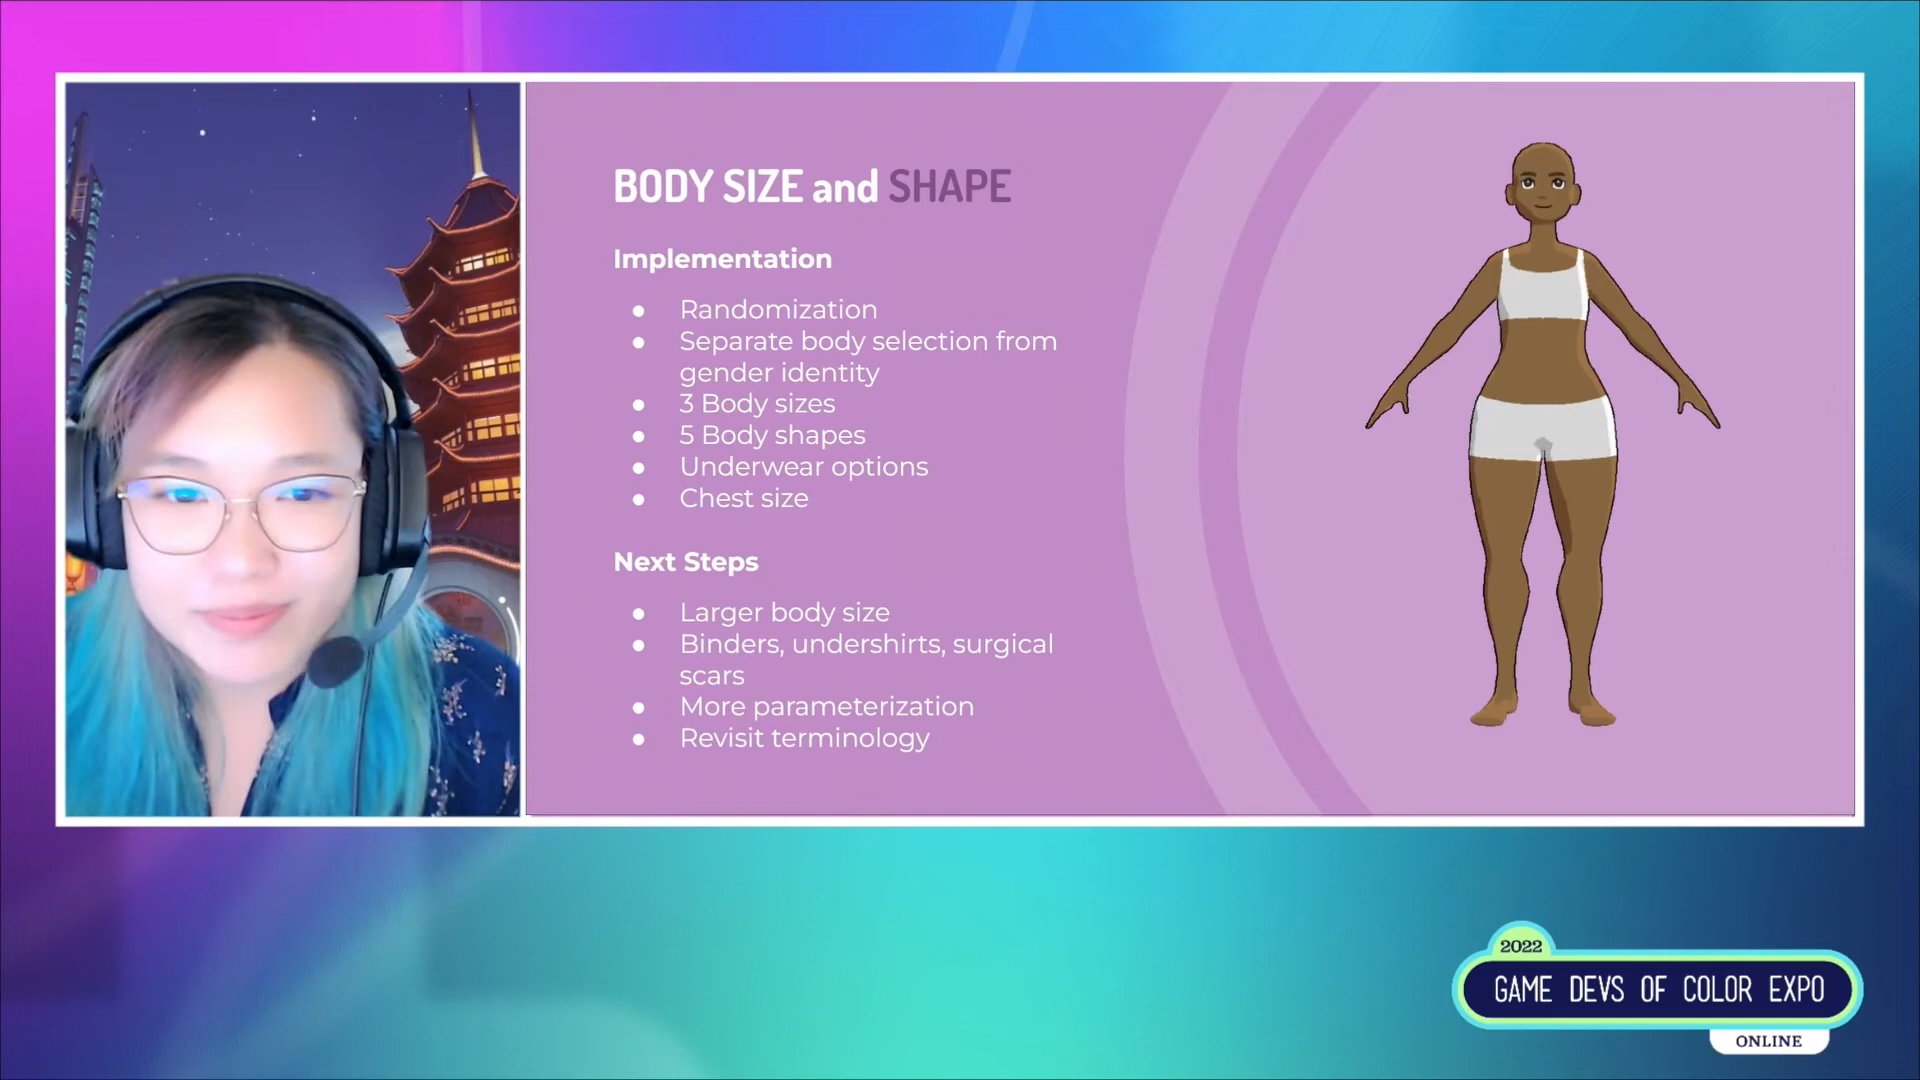 BODY SIZE and SHAPE
Implementation
● Randomization
● Separate body selection from
gender identity
● 3 Body sizes
● 5 Body shapes
● Underwear options
● Chest size
Next Steps
● Larger body size
● Binders, undershirts, surgical
scars
● More parameterization
● Revisit terminology
2022
GAME DEVS OF COLOR EXPO
ONLINE